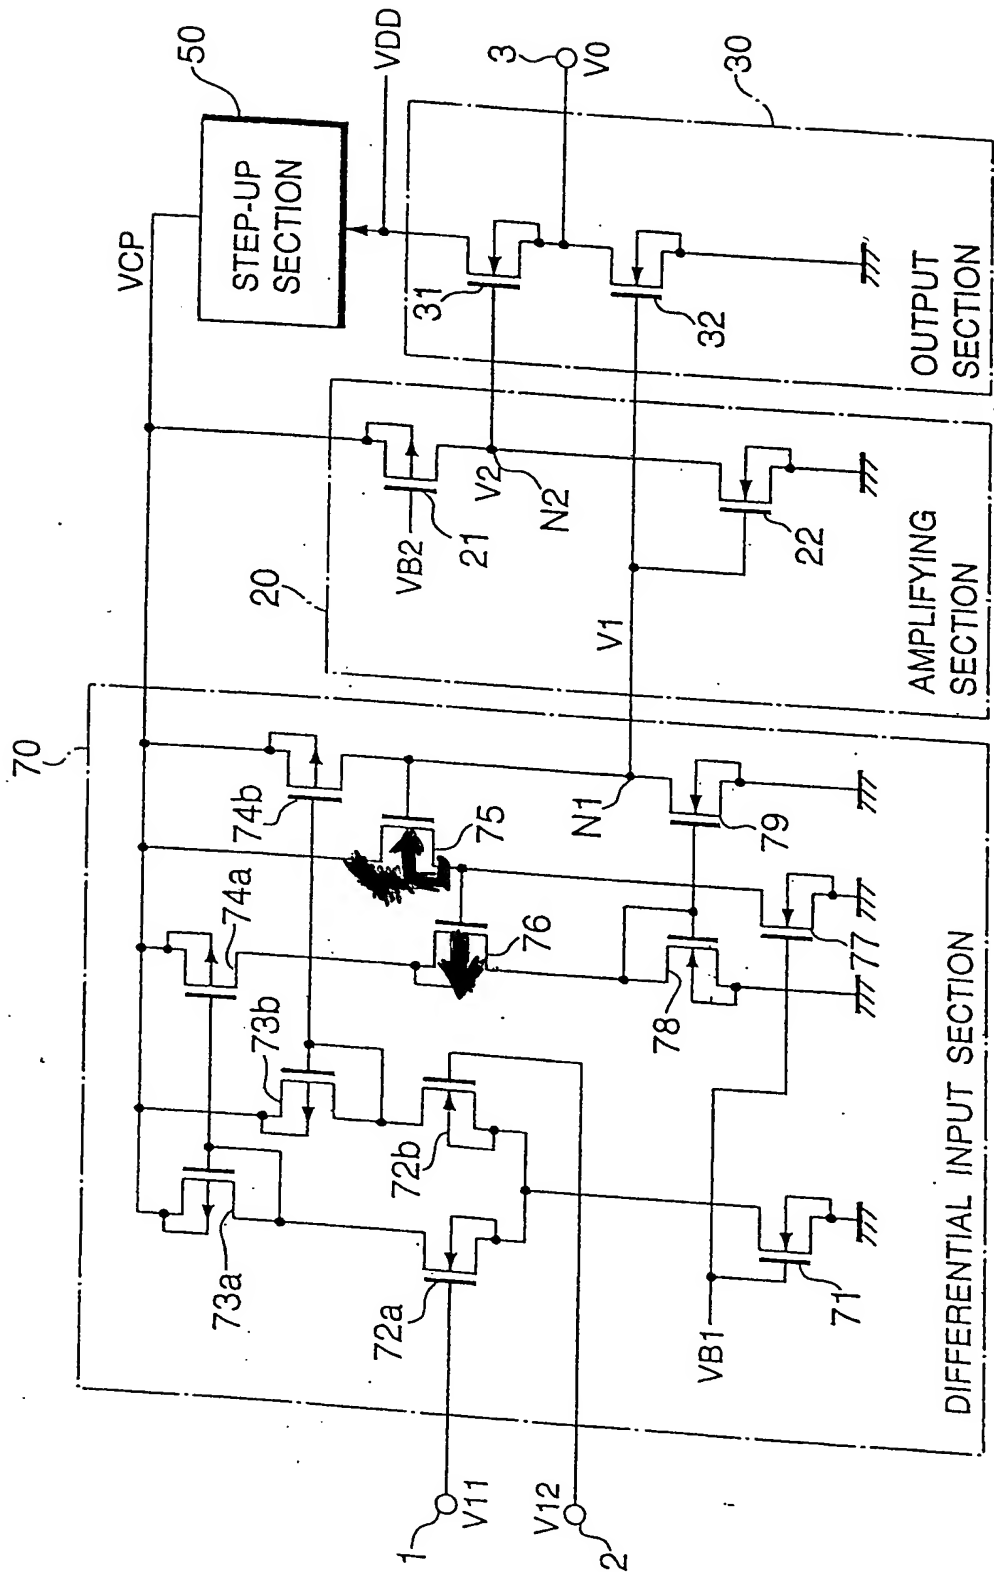 70
VCP
50
STEP-UP
SECTION
VDD
20
73a
73b
74a
74b
75
76
VB2
21
V2
N2
31
3
V0
30
1
V11
72a
72b
V12
2
78
N1
V1
79
77
22
32
VB1
71
DIFFERENTIAL INPUT SECTION
AMPLIFYING
SECTION
OUTPUT
SECTION